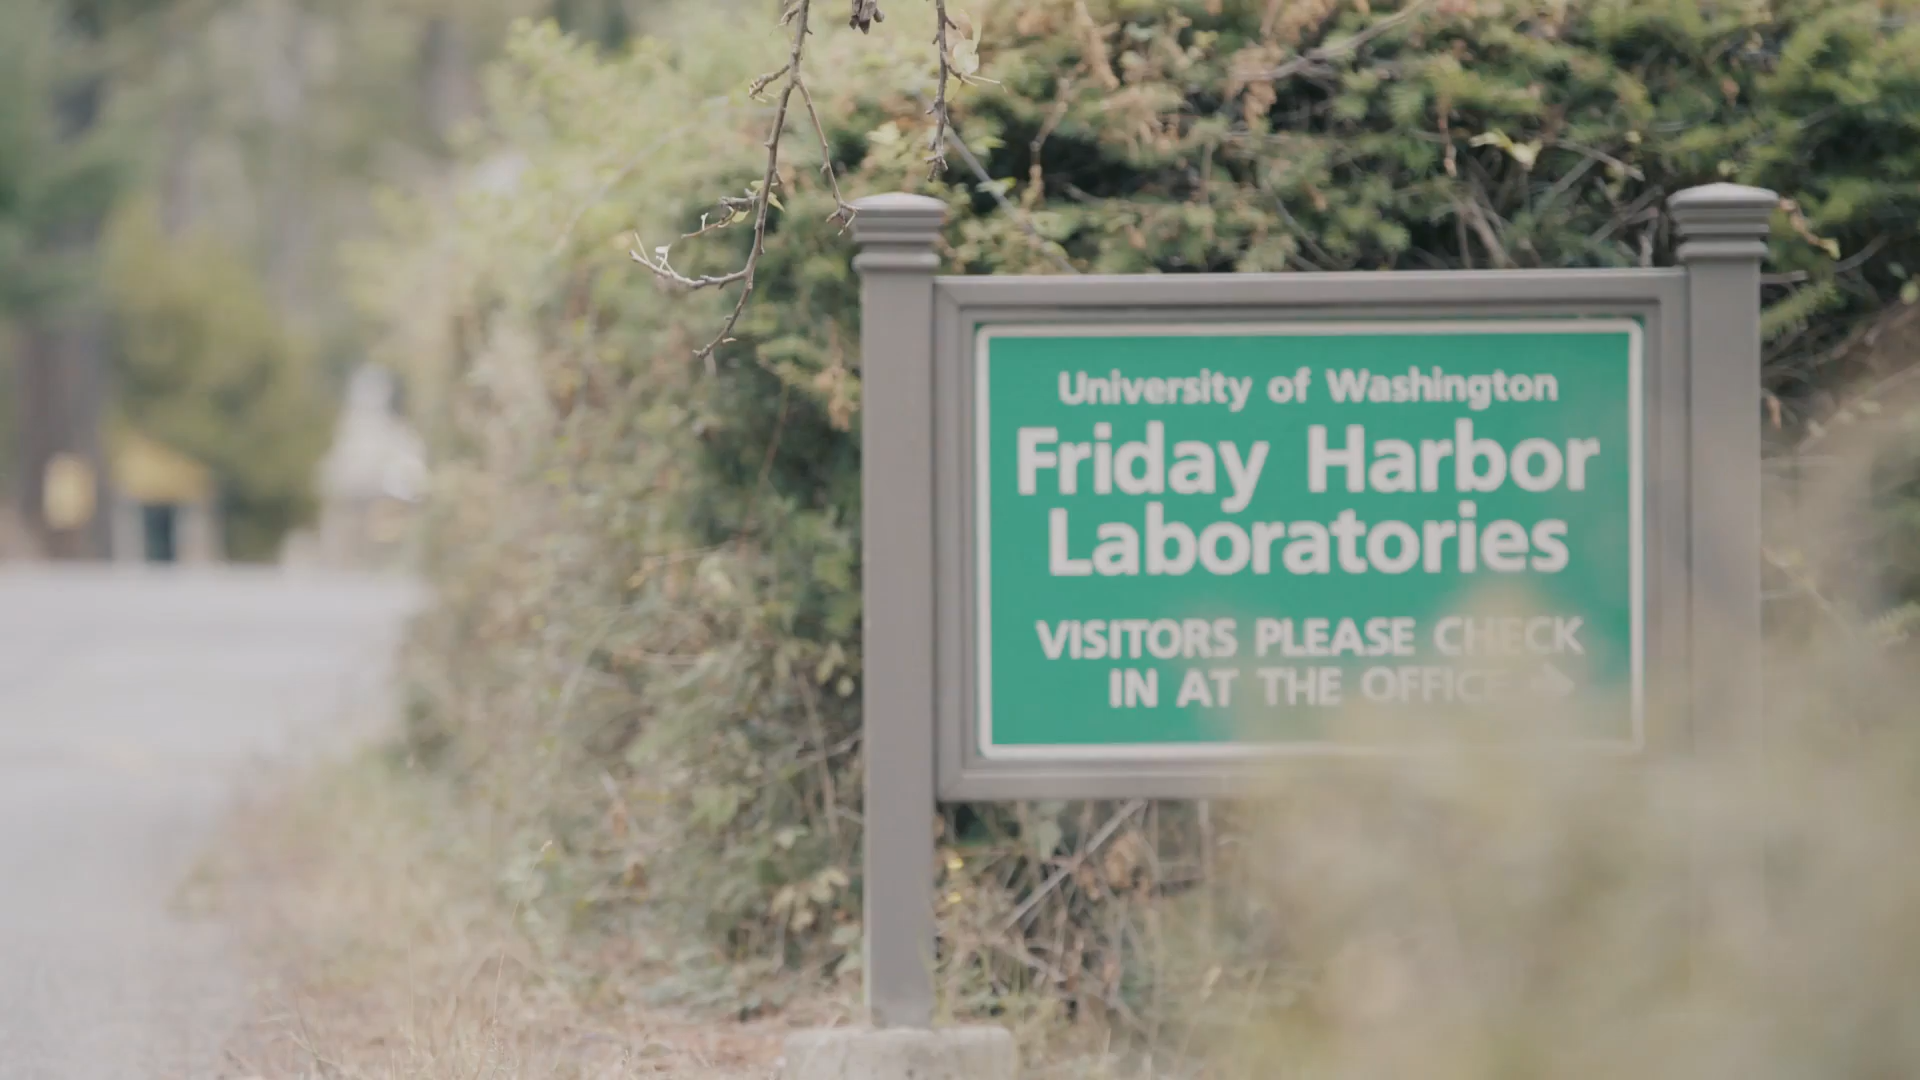 University of Washington
Friday Harbor
Laboratories
VISITORS PLEASE CHECK
IN AT THE OFFICE